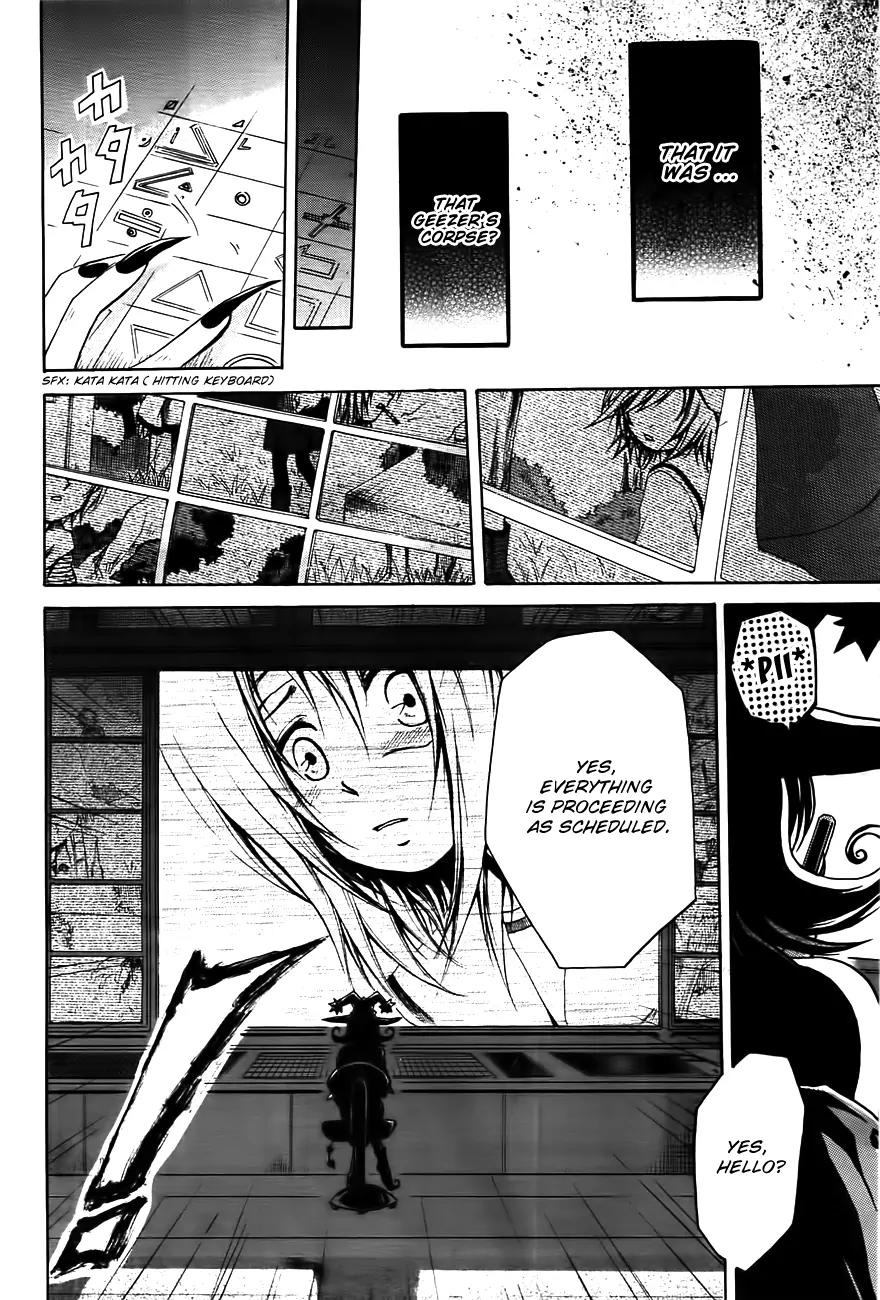 THAT IT
WAS ...
THAT
GEEZER'S
CORPSE?
カタ
カタ
SFX: KATA KATA ( HITTING KEYBOARD)
*PII*
YES,
HELLO?
YES,
EVERYTHING
IS PROCEEDING
AS SCHEDULED.